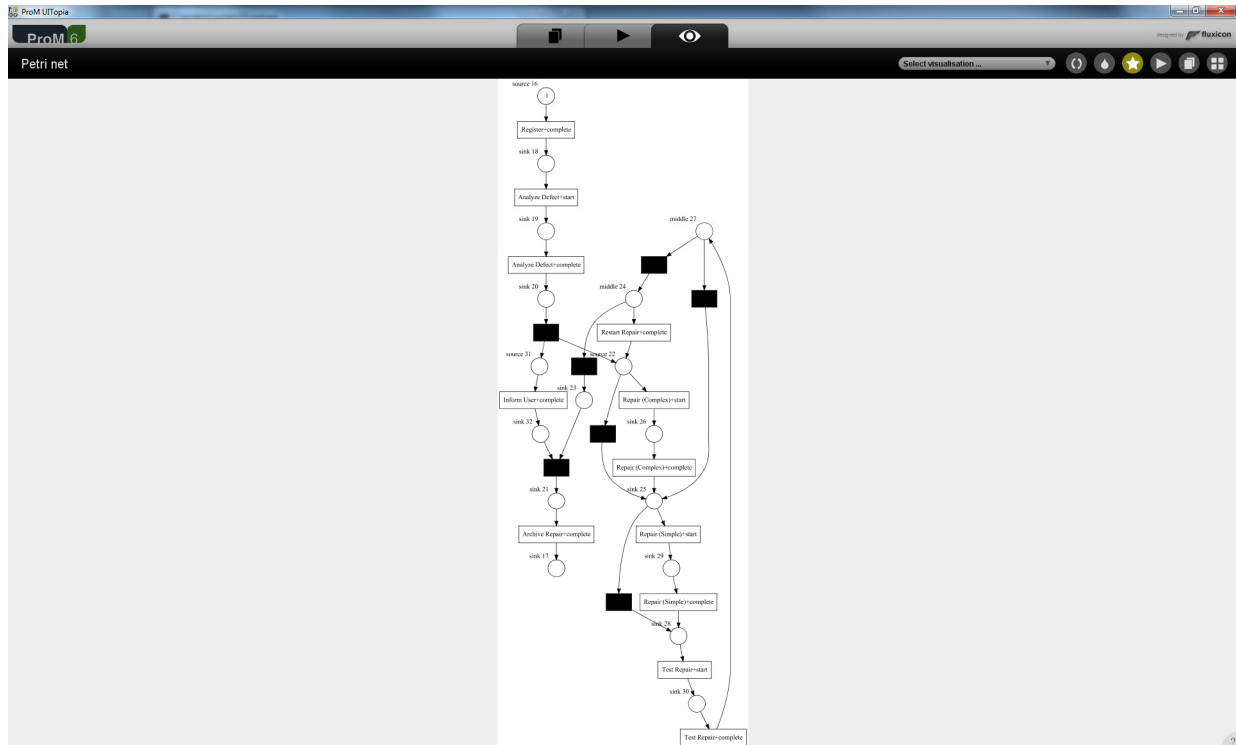 ProM UITopia
ProM 6
designed by fluxicon
Petri net
Select visualisation ...
source 16
1
Register+complete
sink 18
Analyze Defect+start
sink 19
middle 27
Analyze Defect+complete
sink 20
middle 24
Restart Repair+complete
source 31
source 22
sink 23
Inform User+complete
Repair (Complex)+start
sink 32
sink 26
Repair (Complex)+complete
sink 21
sink 25
Archive Repair+complete
Repair (Simple)+start
sink 17
sink 29
Repair (Simple)+complete
sink 28
Test Repair+start
sink 30
Test Repair+complete